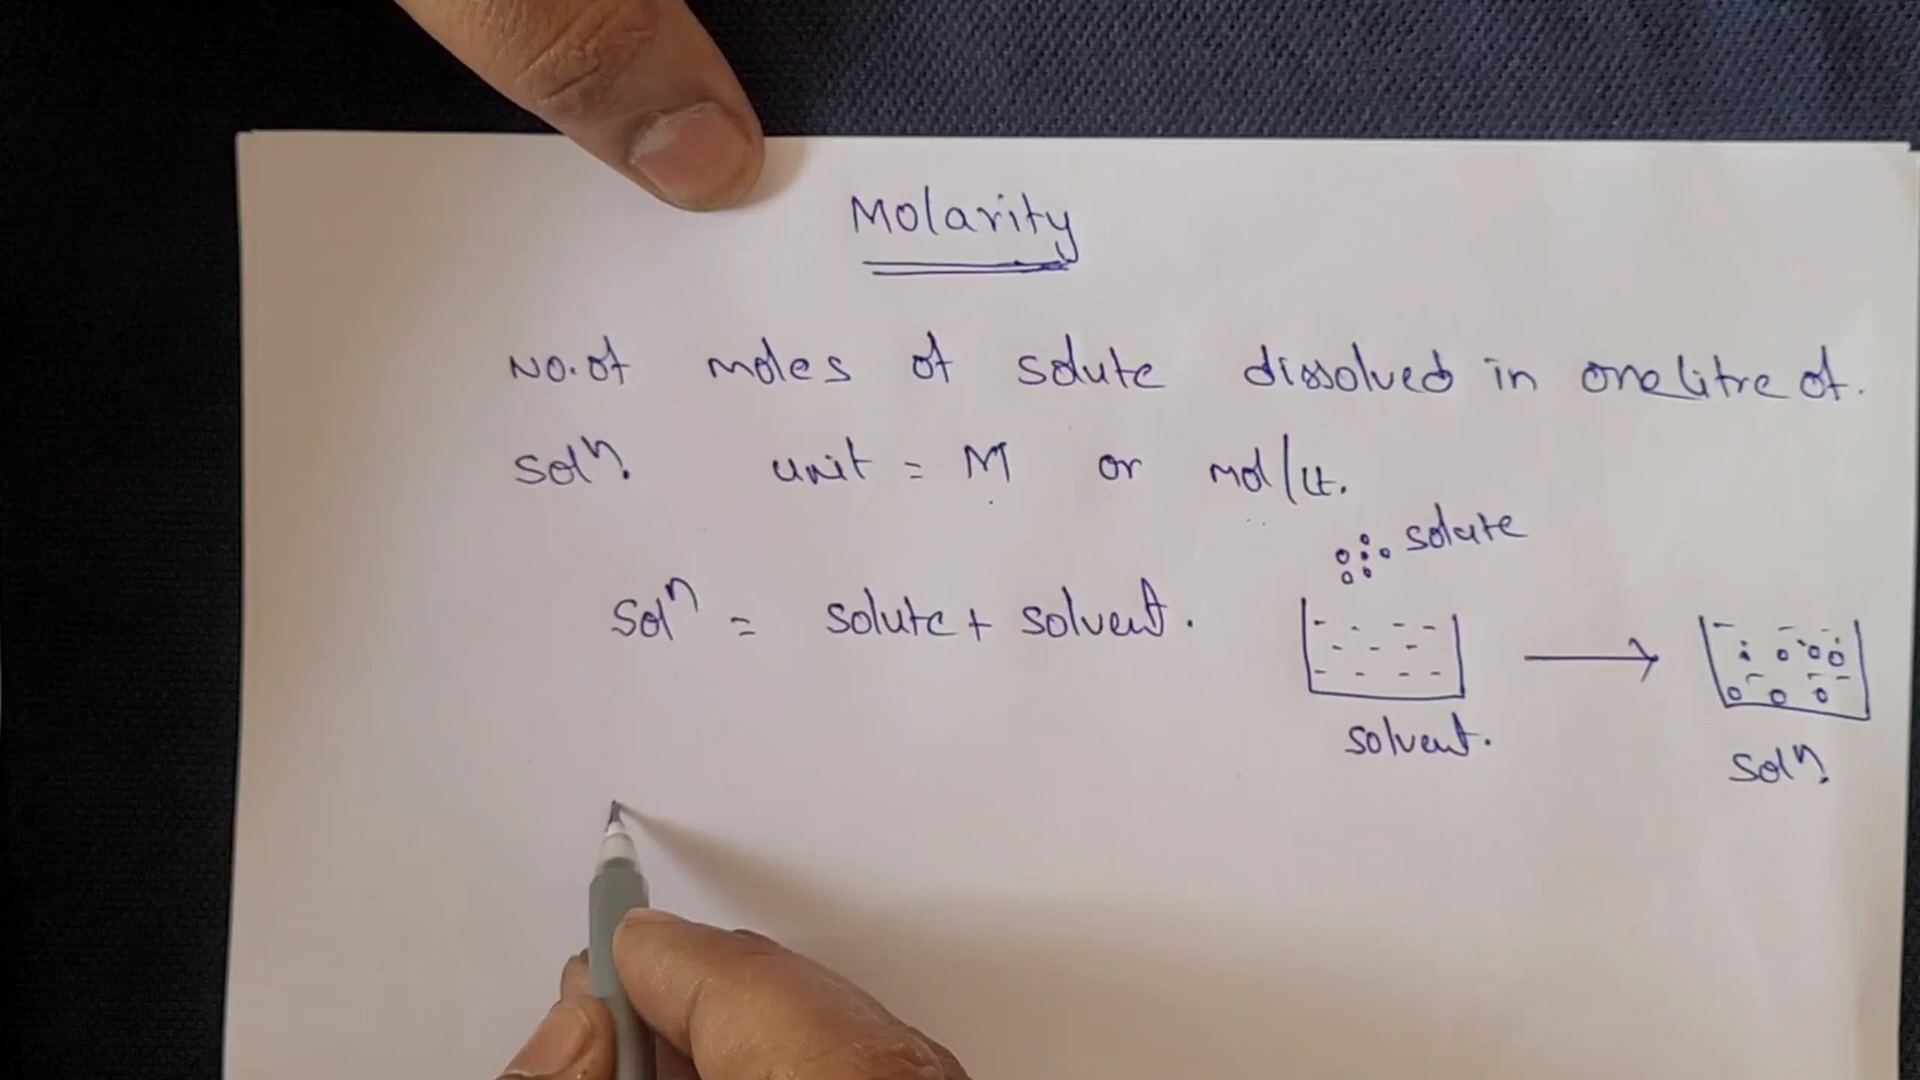 Molarity
No. of moles of solute dissolved in one litre of.
solⁿ. unit = M or mol/lt.
solute
solⁿ = solute + solvent.
solvent.
solⁿ.